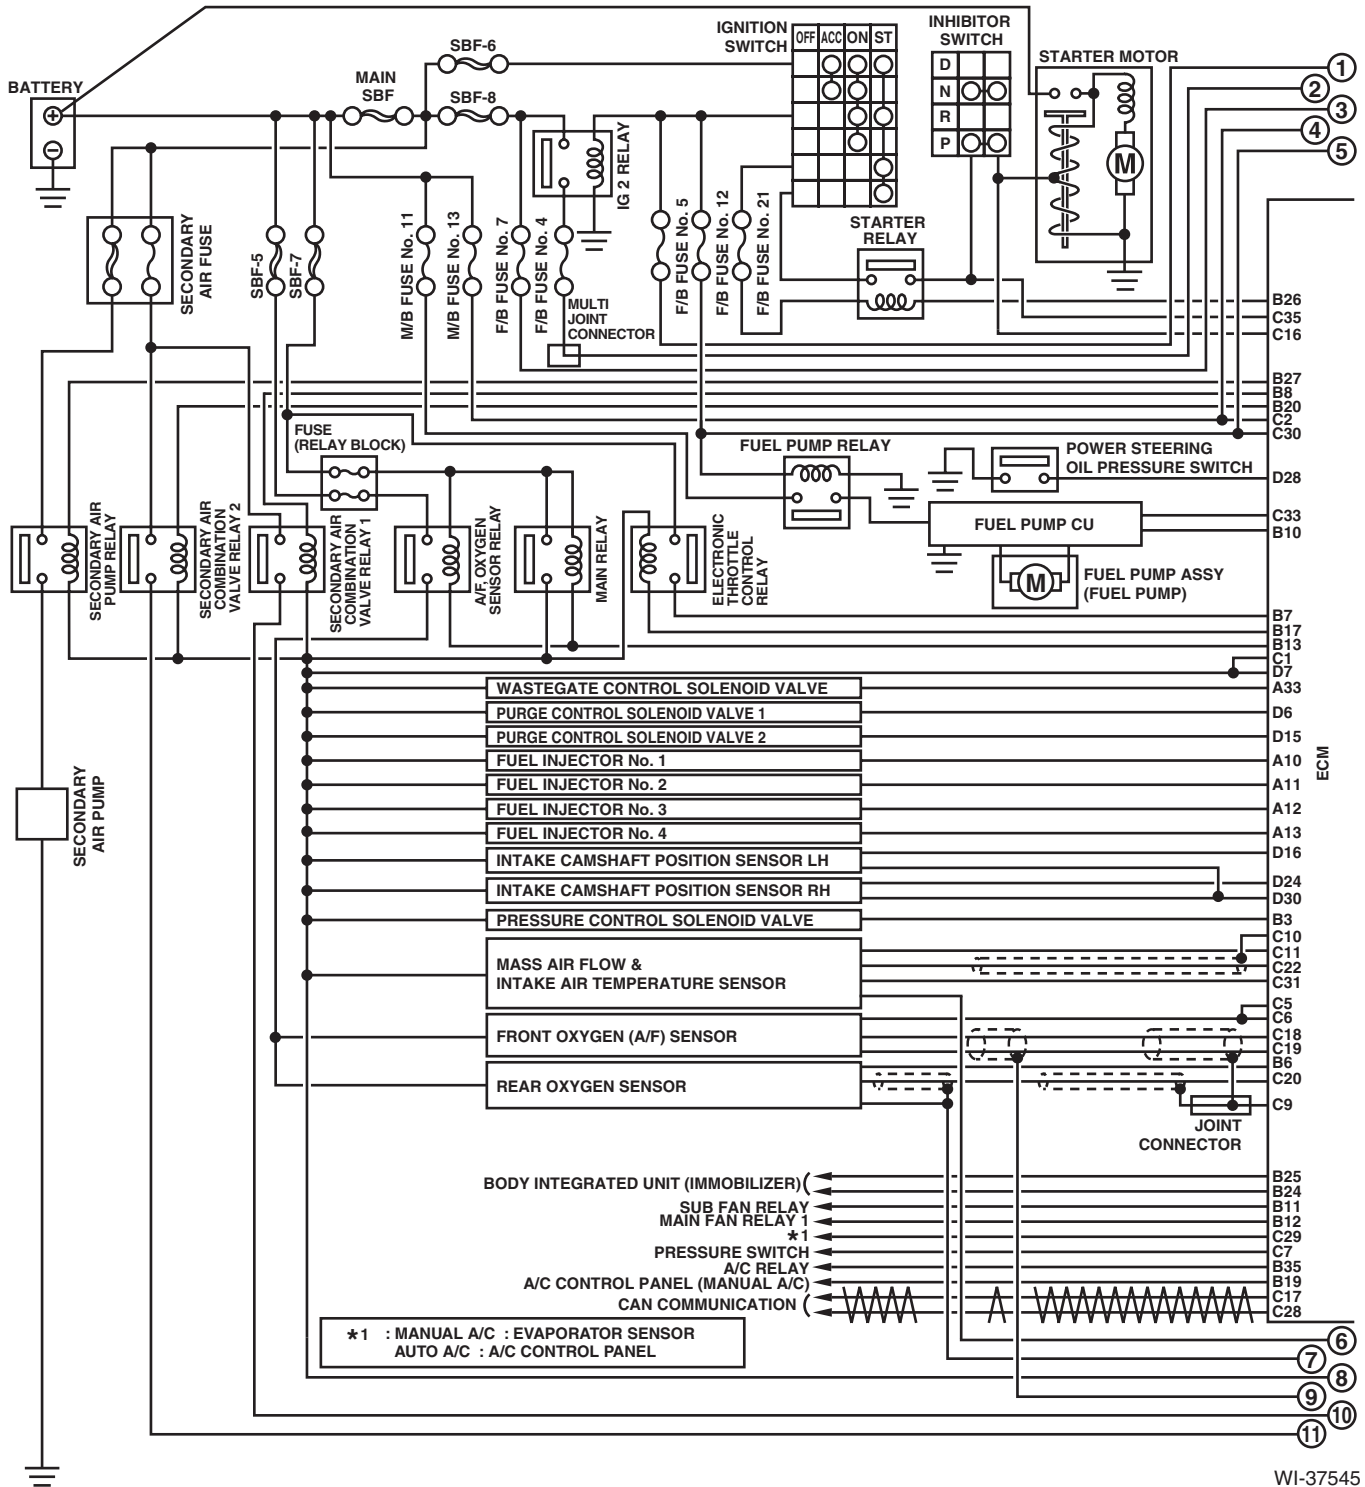 BATTERY
MAIN
SBF
SBF-6
SBF-8
IGNITION
SWITCH
OFF
ACC
ON
ST
INHIBITOR
SWITCH
D
N
R
P
STARTER MOTOR
M
1
2
3
4
5
IG 2 RELAY
SECONDARY
AIR FUSE
SBF-5
SBF-7
M/B FUSE No. 11
M/B FUSE No. 13
F/B FUSE No. 7
F/B FUSE No. 4
MULTI
JOINT
CONNECTOR
F/B FUSE No. 5
F/B FUSE No. 12
F/B FUSE No. 21
STARTER
RELAY
B26
C35
C16
B27
B8
B20
C2
C30
FUSE
(RELAY BLOCK)
FUEL PUMP RELAY
POWER STEERING
OIL PRESSURE SWITCH
D28
FUEL PUMP CU
C33
B10
M
FUEL PUMP ASSY
(FUEL PUMP)
SECONDARY AIR
PUMP RELAY
SECONDARY AIR
COMBINATION
VALVE RELAY 2
SECONDARY AIR
COMBINATION
VALVE RELAY 1
A/F, OXYGEN
SENSOR RELAY
MAIN RELAY
ELECTRONIC
THROTTLE
CONTROL
RELAY
B7
B17
B13
C1
D7
WASTEGATE CONTROL SOLENOID VALVE
A33
PURGE CONTROL SOLENOID VALVE 1
D6
PURGE CONTROL SOLENOID VALVE 2
D15
FUEL INJECTOR No. 1
A10
FUEL INJECTOR No. 2
A11
FUEL INJECTOR No. 3
A12
FUEL INJECTOR No. 4
A13
ECM
SECONDARY
AIR PUMP
INTAKE CAMSHAFT POSITION SENSOR LH
D16
INTAKE CAMSHAFT POSITION SENSOR RH
D24
D30
PRESSURE CONTROL SOLENOID VALVE
B3
C10
MASS AIR FLOW &
INTAKE AIR TEMPERATURE SENSOR
C11
C22
C31
C5
C6
FRONT OXYGEN (A/F) SENSOR
C18
C19
B6
REAR OXYGEN SENSOR
C20
C9
JOINT
CONNECTOR
BODY INTEGRATED UNIT (IMMOBILIZER)
B25
B24
SUB FAN RELAY
B11
MAIN FAN RELAY 1
B12
*1
C29
PRESSURE SWITCH
C7
A/C RELAY
B35
A/C CONTROL PANEL (MANUAL A/C)
B19
CAN COMMUNICATION
C17
C28
*1 : MANUAL A/C : EVAPORATOR SENSOR
AUTO A/C : A/C CONTROL PANEL
6
7
8
9
10
11
WI-37545